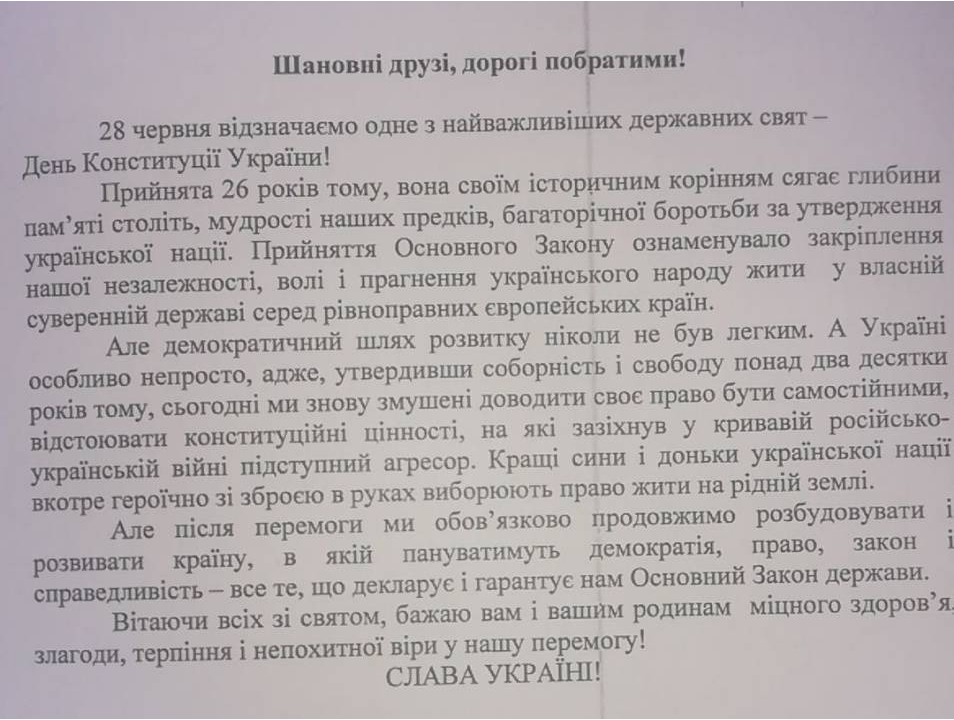 Шановні друзі, дорогі побратими!
28 червня відзначаємо одне з найважливіших державних свят –
День Конституції України!
Прийнята 26 років тому, вона своїм історичним корінням сягає глибини
пам’яті століть, мудрості наших предків, багаторічної боротьби за утвердження
української нації. Прийняття Основного Закону ознаменувало закріплення
нашої незалежності, волі і прагнення українського народу жити у власній
суверенній державі серед рівноправних європейських країн.
Але демократичний шлях розвитку ніколи не був легким. А Україні
особливо непросто, адже, утвердивши соборність і свободу понад два десятки
років тому, сьогодні ми знову змушені доводити своє право бути самостійними,
відстоювати конституційні цінності, на які зазіхнув у кривавій російсько-
українській війні підступний агресор. Кращі сини і доньки української нації
вкотре героїчно зі зброєю в руках виборюють право жити на рідній землі.
Але після перемоги ми обов’язково продовжимо розбудовувати і
розвивати країну, в якій пануватимуть демократія, право, закон і
справедливість – все те, що декларує і гарантує нам Основний Закон держави.
Вітаючи всіх зі святом, бажаю вам і вашим родинам міцного здоров’я,
злагоди, терпіння і непохитної віри у нашу перемогу!
СЛАВА УКРАЇНІ!